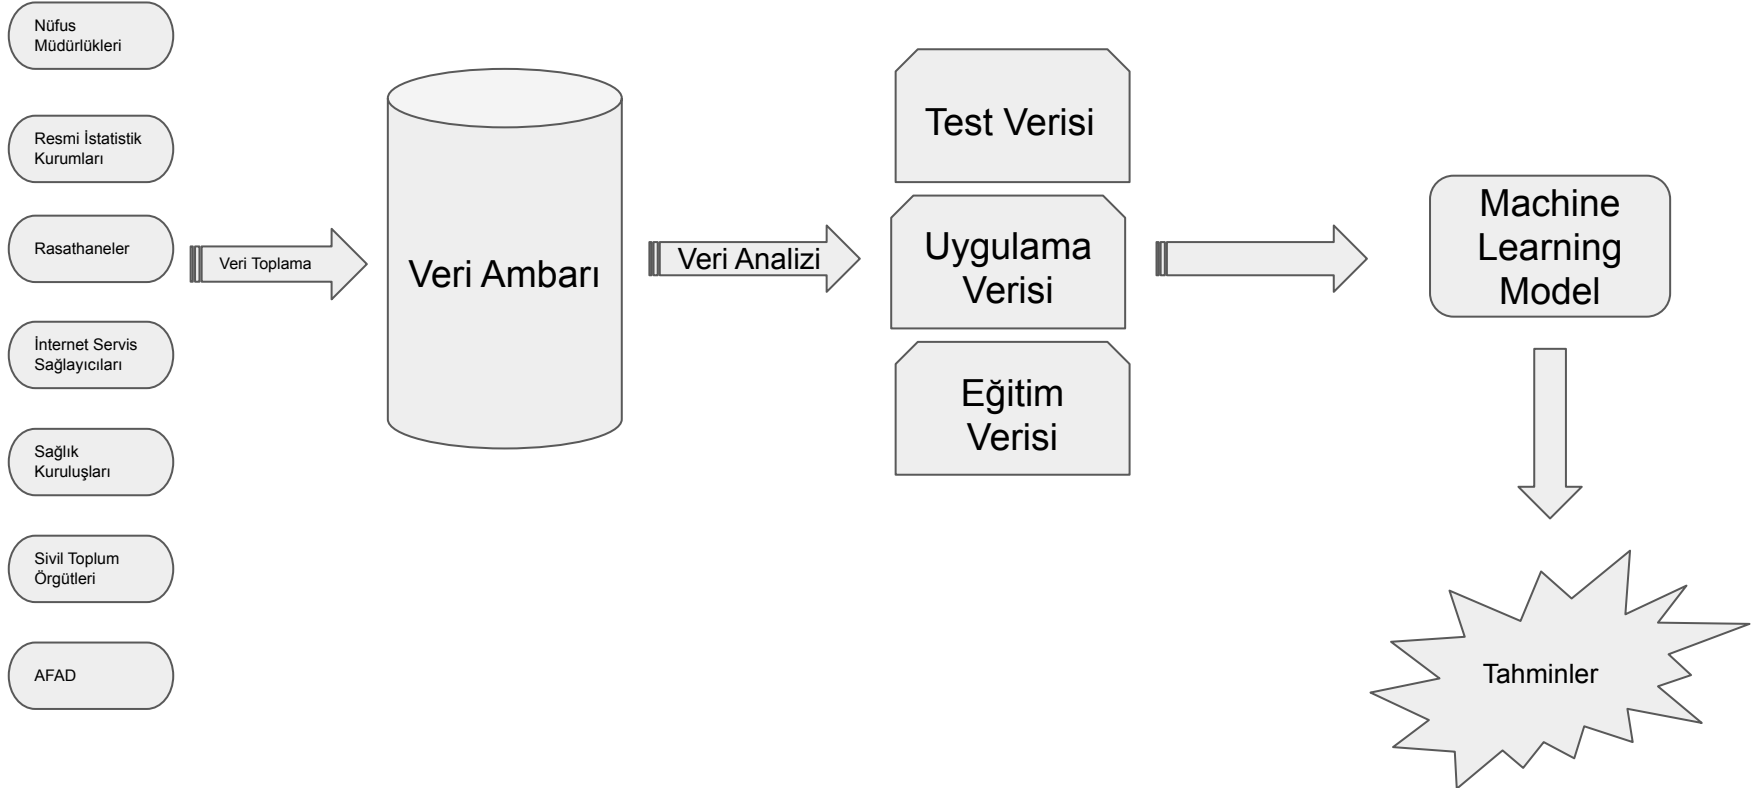 Nüfus
Müdürlükleri
Resmi İstatistik
Kurumları
Rasathaneler
İnternet Servis
Sağlayıcıları
Sağlık
Kuruluşları
Sivil Toplum
Örgütleri
AFAD
Veri Toplama
Veri Ambarı
Veri Analizi
Test Verisi
Uygulama
Verisi
Eğitim
Verisi
Machine
Learning
Model
Tahminler